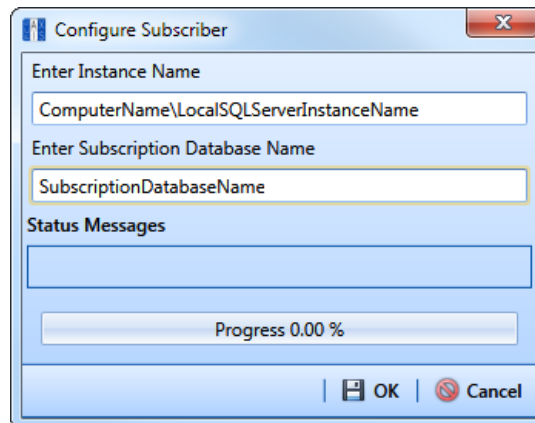 Configure Subscriber
Enter Instance Name
ComputerName\LocalSQLServerInstanceName
Enter Subscription Database Name
SubscriptionDatabaseName
Status Messages
Progress 0.00 %
OK Cancel